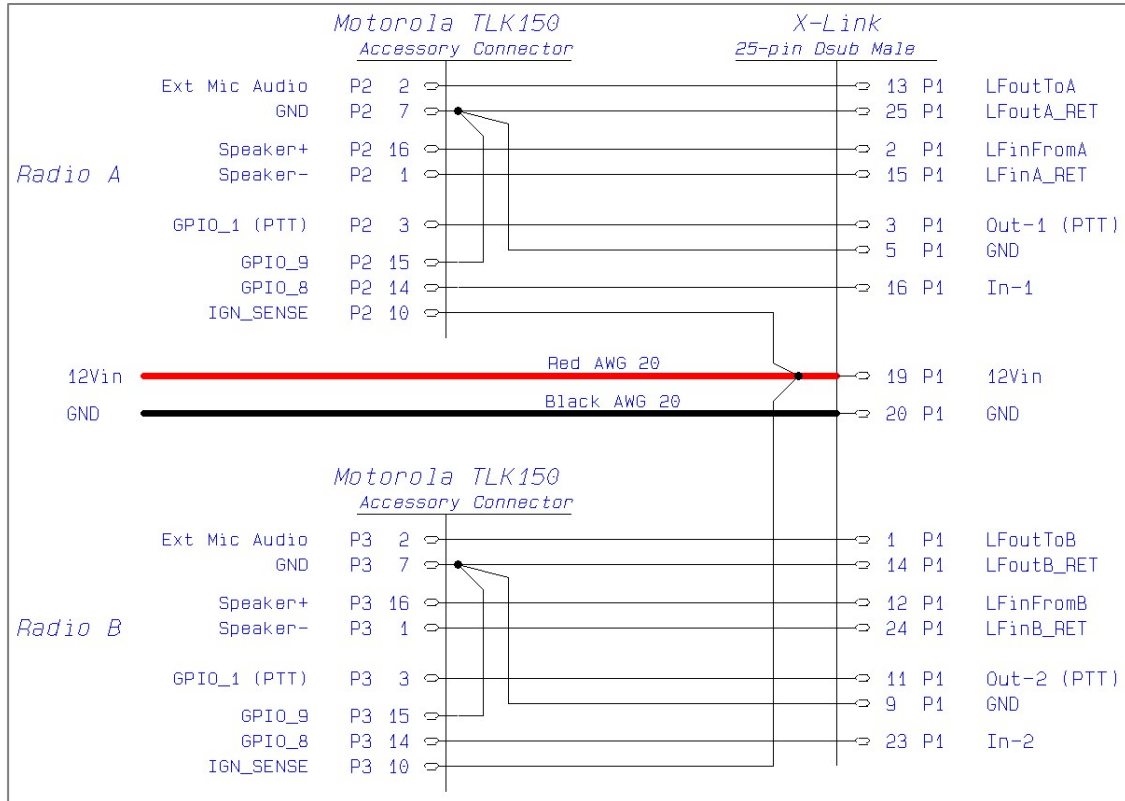 Motorola TLK150 X-Link
Accessory Connector 25-pin Dsub Male
Ext Mic Audio P2 2 13 P1 LFoutToA
GND P2 7 25 P1 LFoutA_RET
Speaker+ P2 16 2 P1 LFinFromA
Radio A
Speaker- P2 1 15 P1 LFinA_RET
GPIO_1 (PTT) P2 3 3 P1 Out-1 (PTT)
5 P1 GND
GPIO_9 P2 15
GPIO_8 P2 14 16 P1 In-1
IGN_SENSE P2 10
Red AWG 20
12Vin 19 P1 12Vin
Black AWG 20
GND 20 P1 GND
Motorola TLK150
Accessory Connector
Ext Mic Audio P3 2 1 P1 LFoutToB
GND P3 7 14 P1 LFoutB_RET
Speaker+ P3 16 12 P1 LFinFromB
Radio B
Speaker- P3 1 24 P1 LFinB_RET
GPIO_1 (PTT) P3 3 11 P1 Out-2 (PTT)
9 P1 GND
GPIO_9 P3 15
GPIO_8 P3 14 23 P1 In-2
IGN_SENSE P3 10